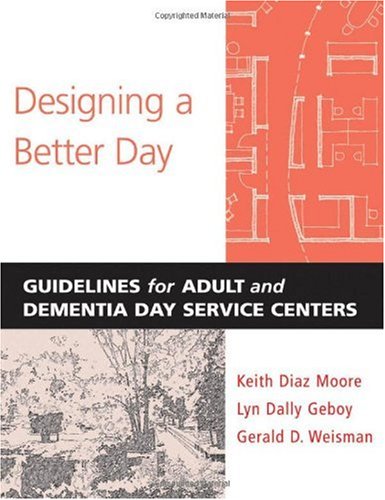 Copyrighted Material
Designing a
Better Day
GUIDELINES for ADULT and
DEMENTIA DAY SERVICE CENTERS
Keith Diaz Moore
Lyn Dally Geboy
Gerald D. Weisman